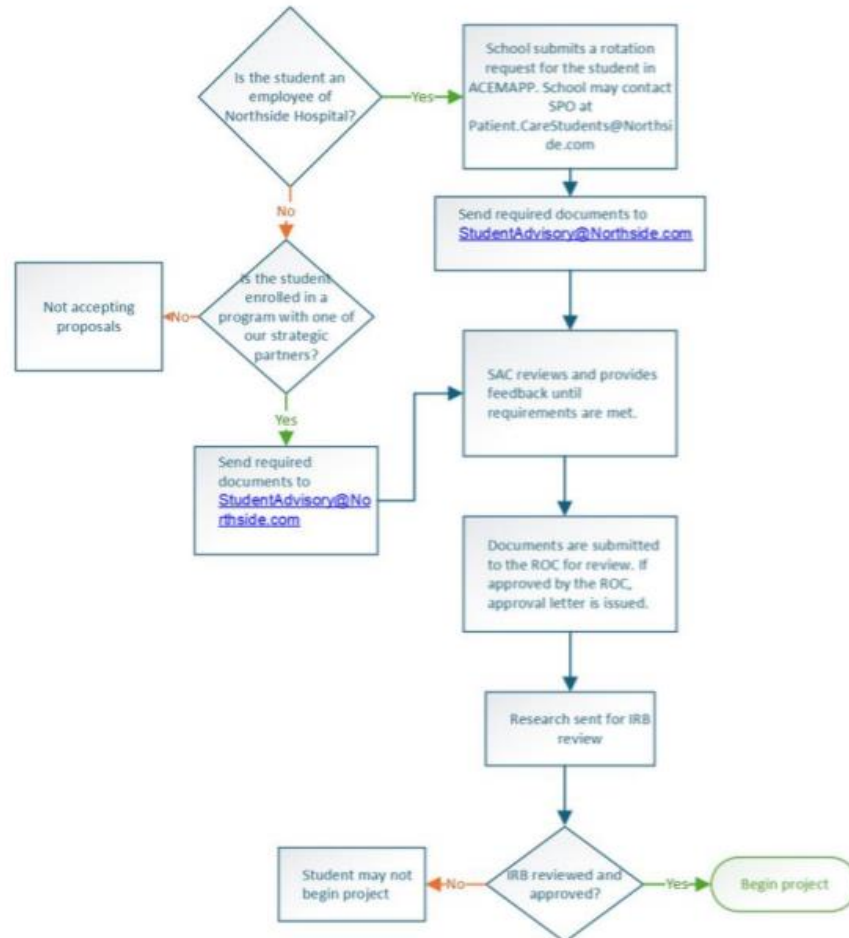 Is the student an
employee of
Northside Hospital?
Yes
School submits a rotation
request for the student in
ACEMAPP. School may contact
SPO at
Patient.CareStudents@Northsi
de.com
No
Send required documents to
StudentAdvisory@Northside.com
Is the student
enrolled in a
program with one of
our strategic
partners?
No
Not accepting
proposals
Yes
Send required
documents to
StudentAdvisory@No
rthside.com
SAC reviews and provides
feedback until
requirements are met.
Documents are submitted
to the ROC for review. If
approved by the ROC,
approval letter is issued.
Research sent for IRB
review
IRB reviewed and
approved?
No
Student may not
begin project
Yes
Begin project